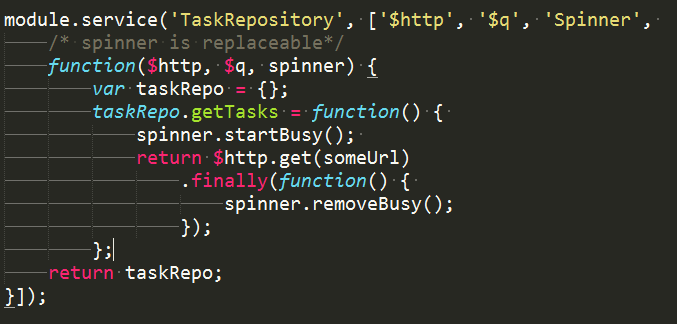 module.service('TaskRepository', ['$http', '$q', 'Spinner',
    /* spinner is replaceable*/
    function($http, $q, spinner) {
        var taskRepo = {};
        taskRepo.getTasks = function() {
            spinner.startBusy();
            return $http.get(someUrl)
                .finally(function() {
                    spinner.removeBusy();
                });
        };
    return taskRepo;
}]);